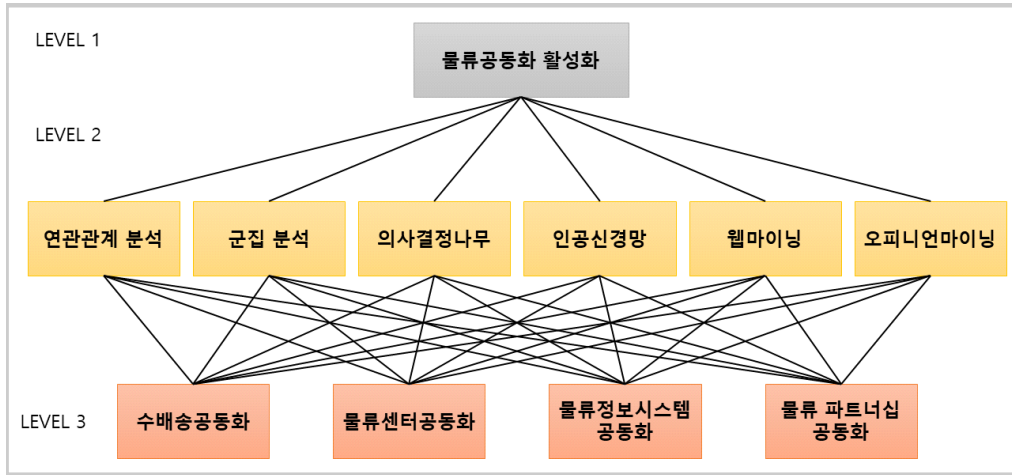 LEVEL 1
물류공동화 활성화
LEVEL 2
연관관계 분석
군집 분석
의사결정나무
인공신경망
웹마이닝
오피니언마이닝
LEVEL 3
수배송공동화
물류센터공동화
물류정보시스템
공동화
물류 파트너십
공동화